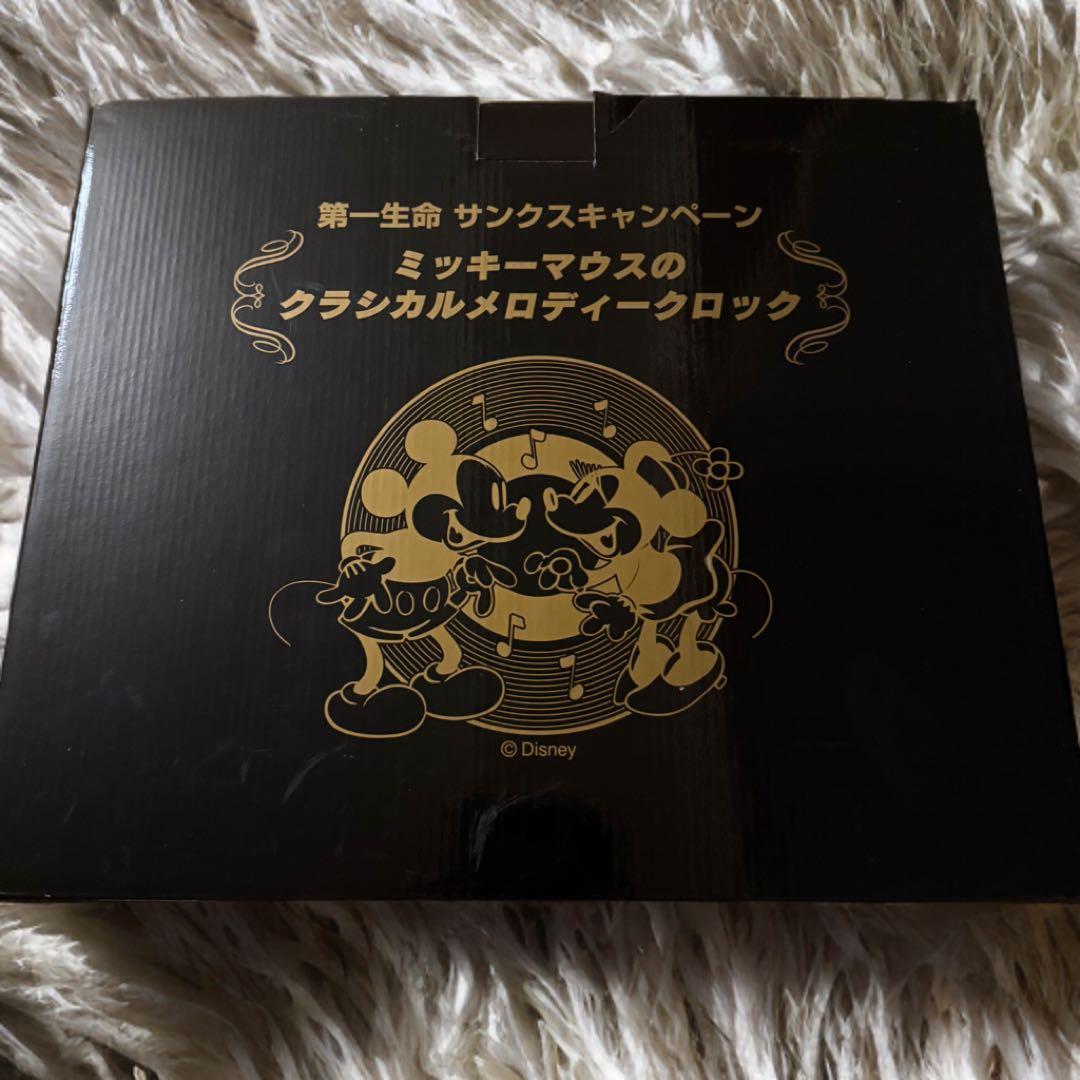 第一生命 サンクスキャンペーン
ミッキーマウスの
クラシカルメロディークロック
© Disney